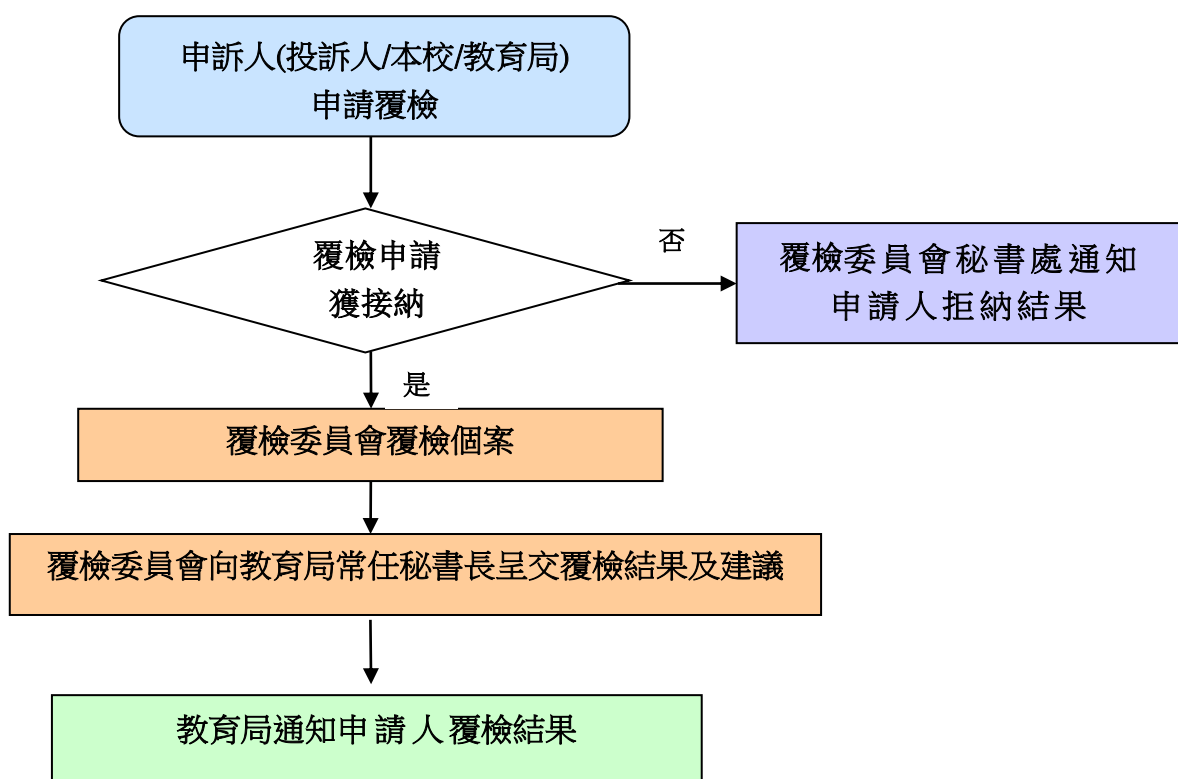 申訴人(投訴人/本校/教育局)
申請覆檢
覆檢申請
獲接納
否
覆檢委員會秘書處通知
申請人拒納結果
是
覆檢委員會覆檢個案
覆檢委員會向教育局常任秘書長呈交覆檢結果及建議
教育局通知申請人覆檢結果